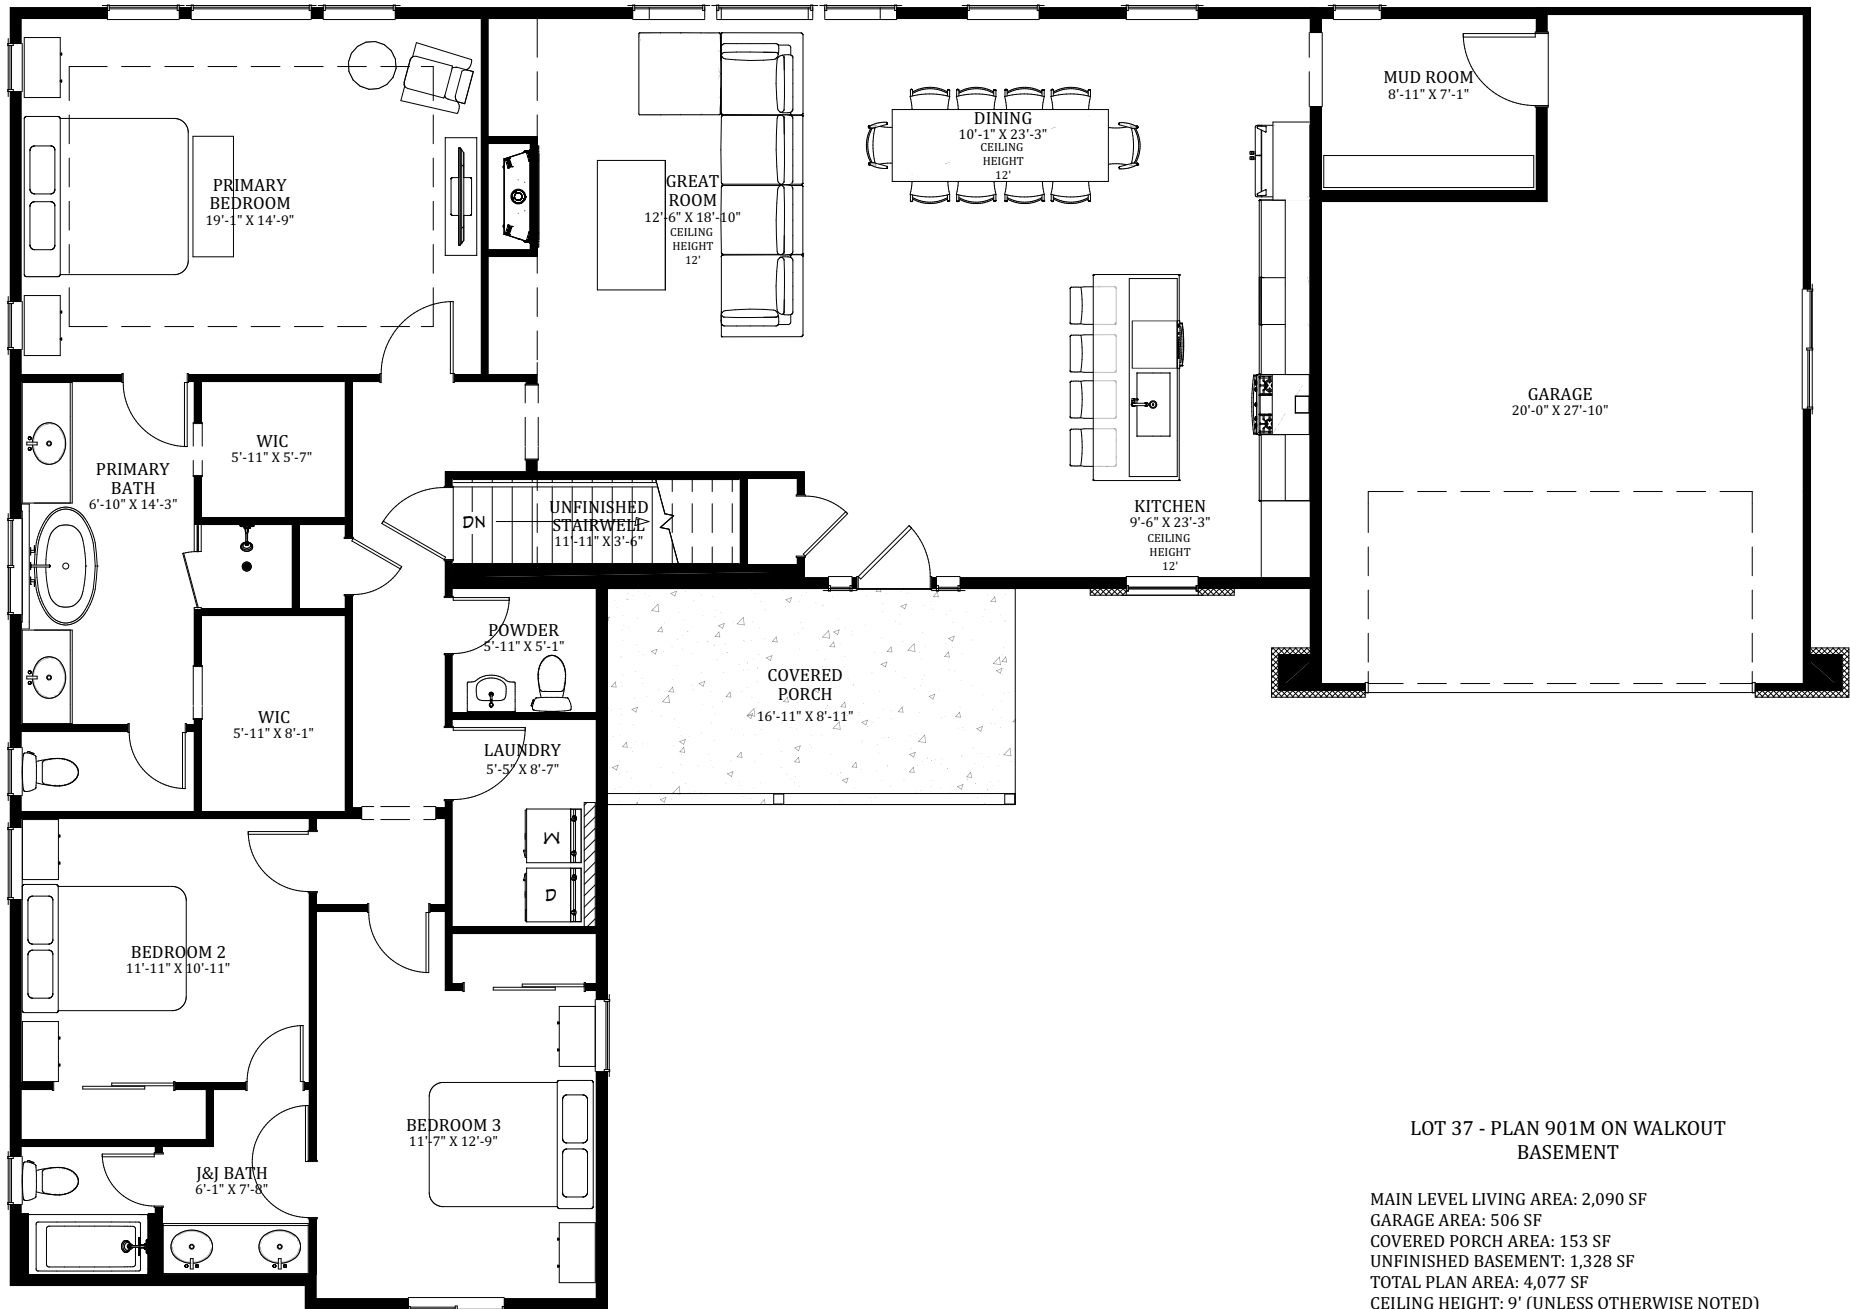 PRIMARY
BEDROOM
19'-1" X 14'-9"
GREAT
ROOM
12'-6" X 18'-10"
CEILING
HEIGHT
12'
DINING
10'-1" X 23'-3"
CEILING
HEIGHT
12'
MUD ROOM
8'-11" X 7'-1"
GARAGE
20'-0" X 27'-10"
WIC
5'-11" X 5'-7"
PRIMARY
BATH
6'-10" X 14'-3"
DN
UNFINISHED
STAIRWELL
11'-11" X 3'-6"
KITCHEN
9'-6" X 23'-3"
CEILING
HEIGHT
12'
POWDER
5'-11" X 5'-1"
COVERED
PORCH
16'-11" X 8'-11"
WIC
5'-11" X 8'-1"
LAUNDRY
5'-5" X 8'-7"
W
D
BEDROOM 2
11'-11" X 10'-11"
BEDROOM 3
11'-7" X 12'-9"
J&J BATH
6'-1" X 7'-8"
LOT 37 - PLAN 901M ON WALKOUT
BASEMENT
MAIN LEVEL LIVING AREA: 2,090 SF
GARAGE AREA: 506 SF
COVERED PORCH AREA: 153 SF
UNFINISHED BASEMENT: 1,328 SF
TOTAL PLAN AREA: 4,077 SF
CEILING HEIGHT: 9' (UNLESS OTHERWISE NOTED)